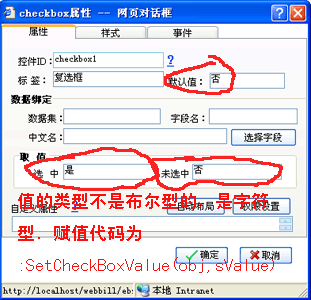 checkbox属性 -- 网页对话框
属性 样式 事件
控件ID: checkbox1 ?
标 签: 复选框 默认值: 否
数据绑定
数据集: 字段名:
中文名: 选择字段
取 值
选 中 是 未选中 否
值的类型不是布尔型的. 是字符
自定义属性 自动布局 权限设置
型. 赋值代码为
确定 取消
:SetCheckBoxValue(obj,sValue)
http://localhost/webbill/eb 本地 Intranet